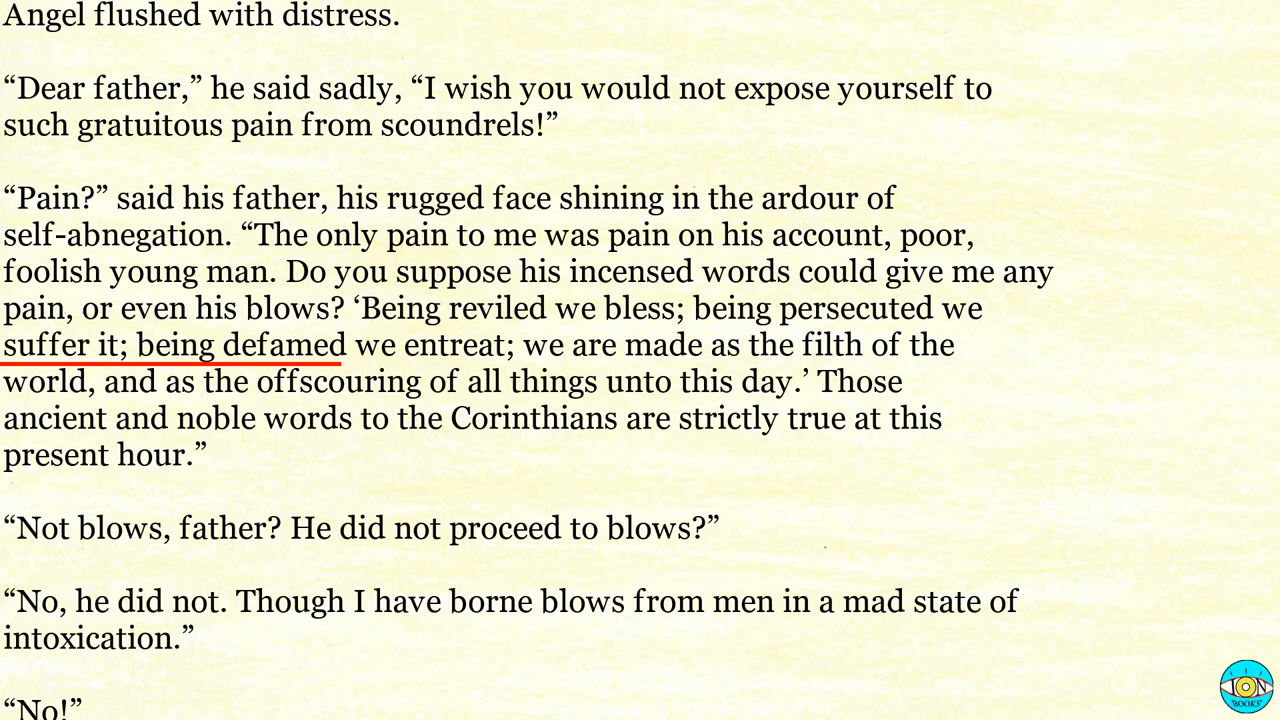 Angel flushed with distress.
“Dear father,” he said sadly, “I wish you would not expose yourself to
such gratuitous pain from scoundrels!”
“Pain?” said his father, his rugged face shining in the ardour of
self-abnegation. “The only pain to me was pain on his account, poor,
foolish young man. Do you suppose his incensed words could give me any
pain, or even his blows? ‘Being reviled we bless; being persecuted we
suffer it; being defamed we entreat; we are made as the filth of the
world, and as the offscouring of all things unto this day.’ Those
ancient and noble words to the Corinthians are strictly true at this
present hour.”
“Not blows, father? He did not proceed to blows?”
“No, he did not. Though I have borne blows from men in a mad state of
intoxication.”
“No!”
ION
BOOKS